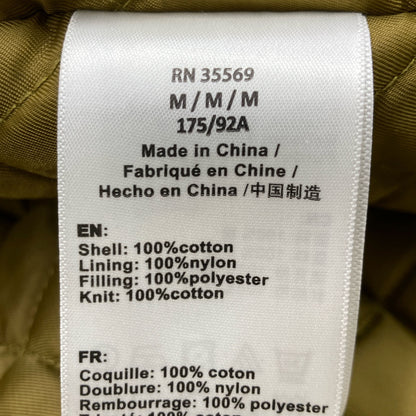 RN 35569
M / M / M
175/92A
Made in China /
Fabriqué en Chine /
Hecho en China /中国制造
EN:
Shell: 100%cotton
Lining: 100%nylon
Filling: 100%polyester
Knit: 100%cotton
FR:
Coquille: 100% coton
Doublure: 100% nylon
Rembourrage: 100% polyester